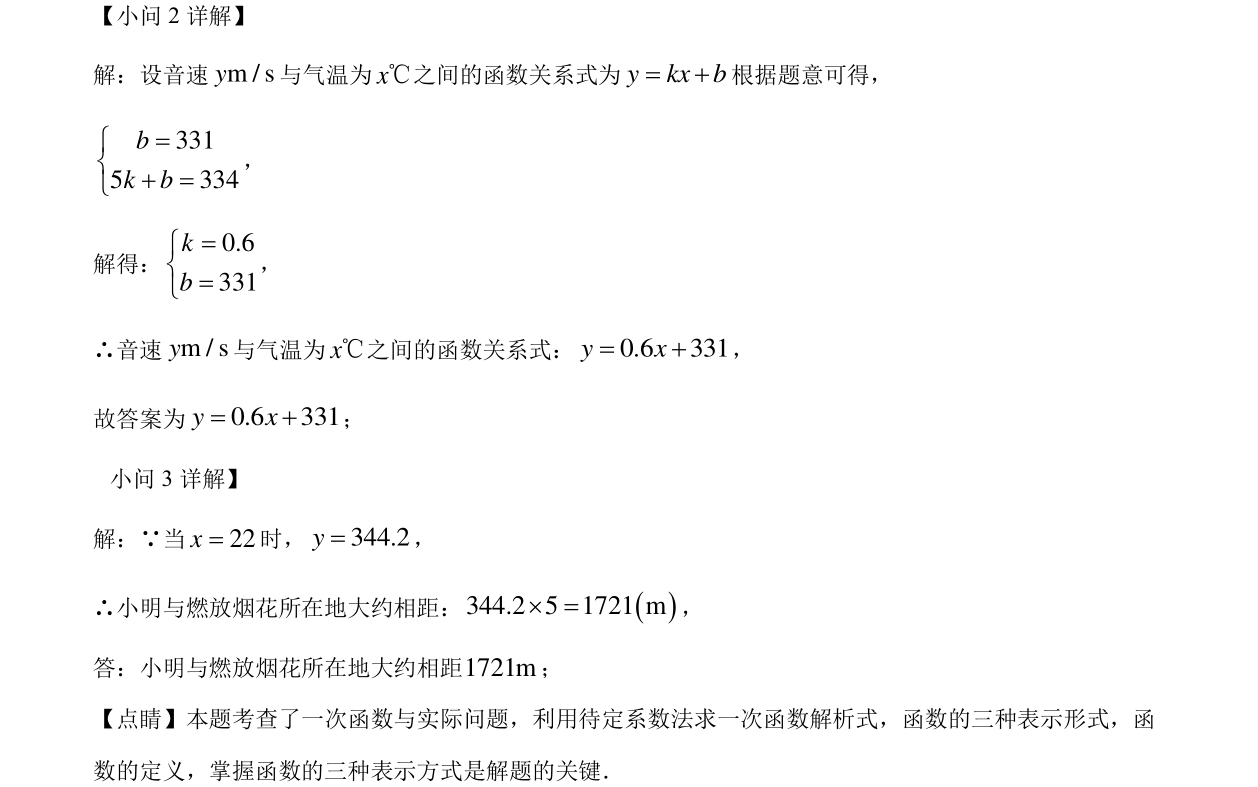 【小问 2 详解】
解：设音速 ym / s 与气温为 x℃之间的函数关系式为 y = kx + b 根据题意可得，
{ b = 331
5k + b = 334 ，
解得： { k = 0.6
b = 331 ，
∴音速 ym / s 与气温为 x℃之间的函数关系式： y = 0.6x + 331 ，
故答案为 y = 0.6x + 331 ；
小问 3 详解】
解：∵当 x = 22 时， y = 344.2 ，
∴小明与燃放烟花所在地大约相距：344.2×5 = 1721(m) ，
答：小明与燃放烟花所在地大约相距1721m ；
【点睛】本题考查了一次函数与实际问题，利用待定系数法求一次函数解析式，函数的三种表示形式，函
数的定义，掌握函数的三种表示方式是解题的关键．